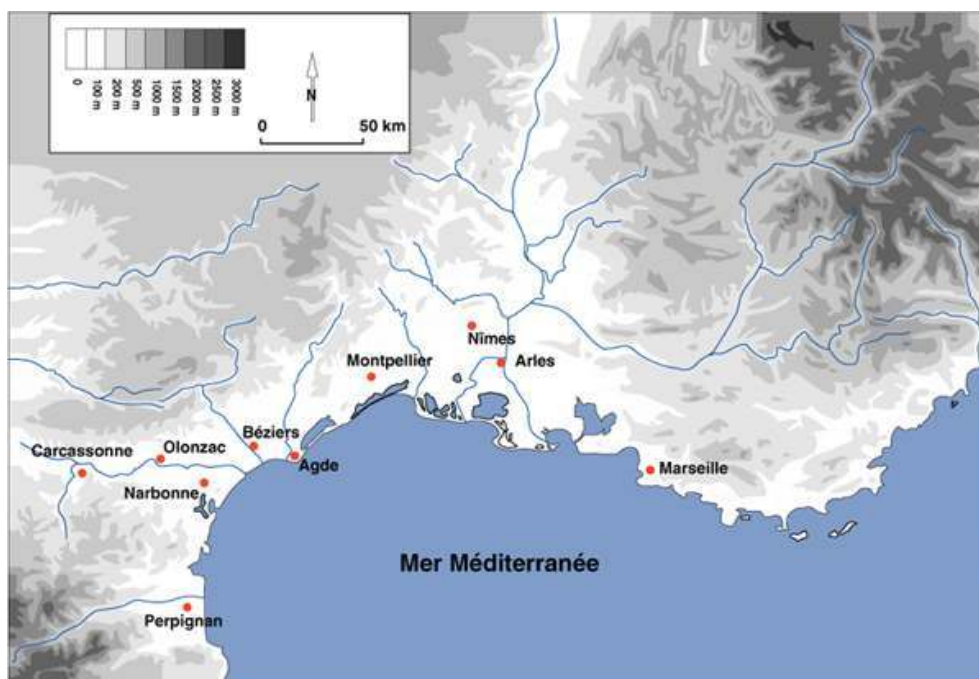 N
0 50 km
0
100 m
200 m
500 m
1000 m
1500 m
2000 m
2500 m
3000 m
Nîmes
Montpellier
Arles
Béziers
Carcassonne
Olonzac
Agde
Marseille
Narbonne
Mer Méditerranée
Perpignan